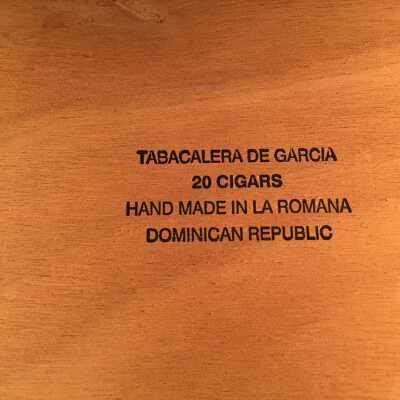 TABACALERA DE GARCIA
20 CIGARS
HAND MADE IN LA ROMANA
DOMINICAN REPUBLIC